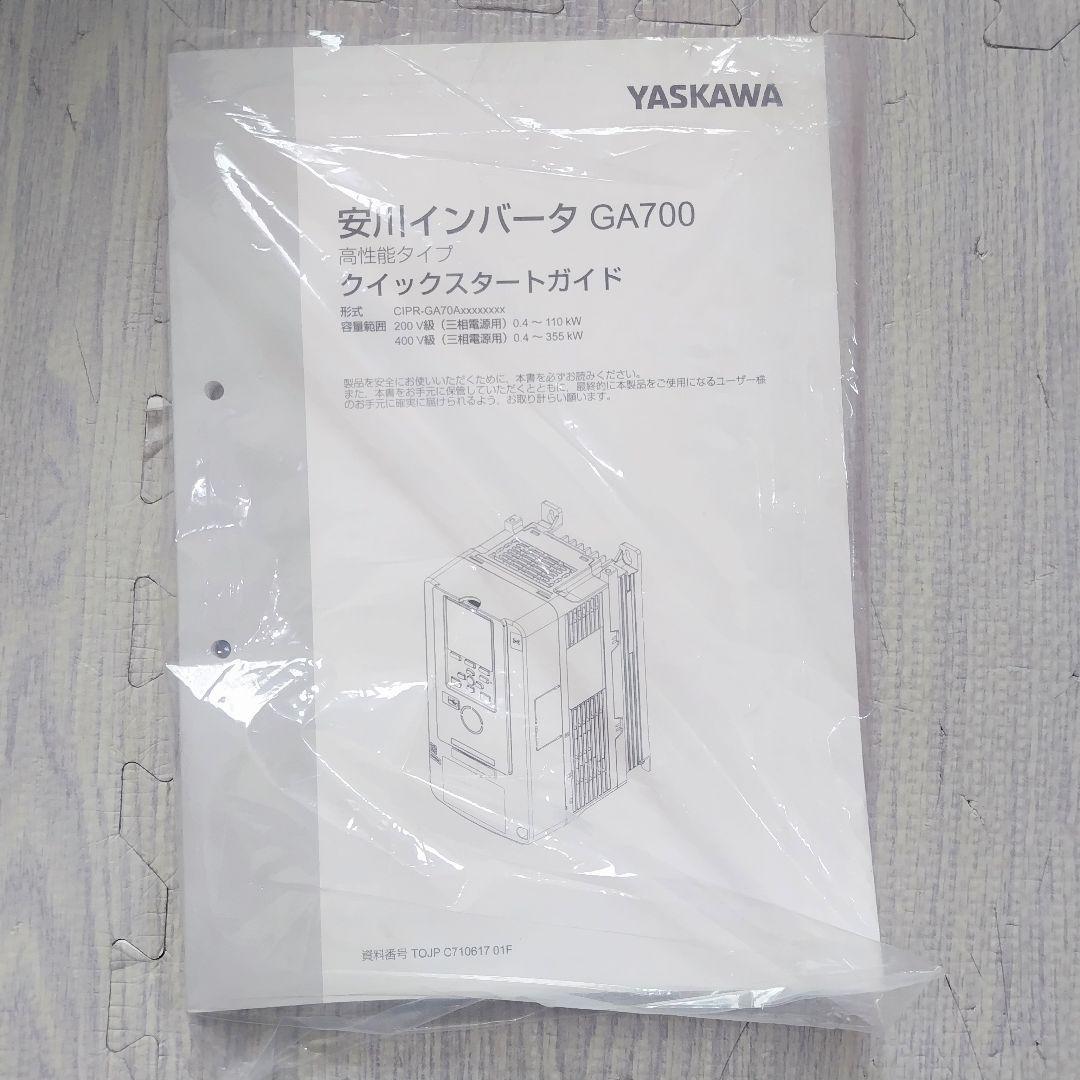 YASKAWA
安川インバータ GA700
高性能タイプ
クイックスタートガイド
形式 CIPR-GA70Axxxxxxxx
容量範囲 200 V級（三相電源用）0.4 ～ 110 kW
400 V級（三相電源用）0.4 ～ 355 kW
製品を安全にお使いいただくために、本書を必ずお読みください。
また、本書をお手元に保管していただくとともに、最終的に本製品をご使用になるユーザー様
のお手元に確実に届けられるよう、お取り計らい願います。
資料番号 TOJP C710617 01F